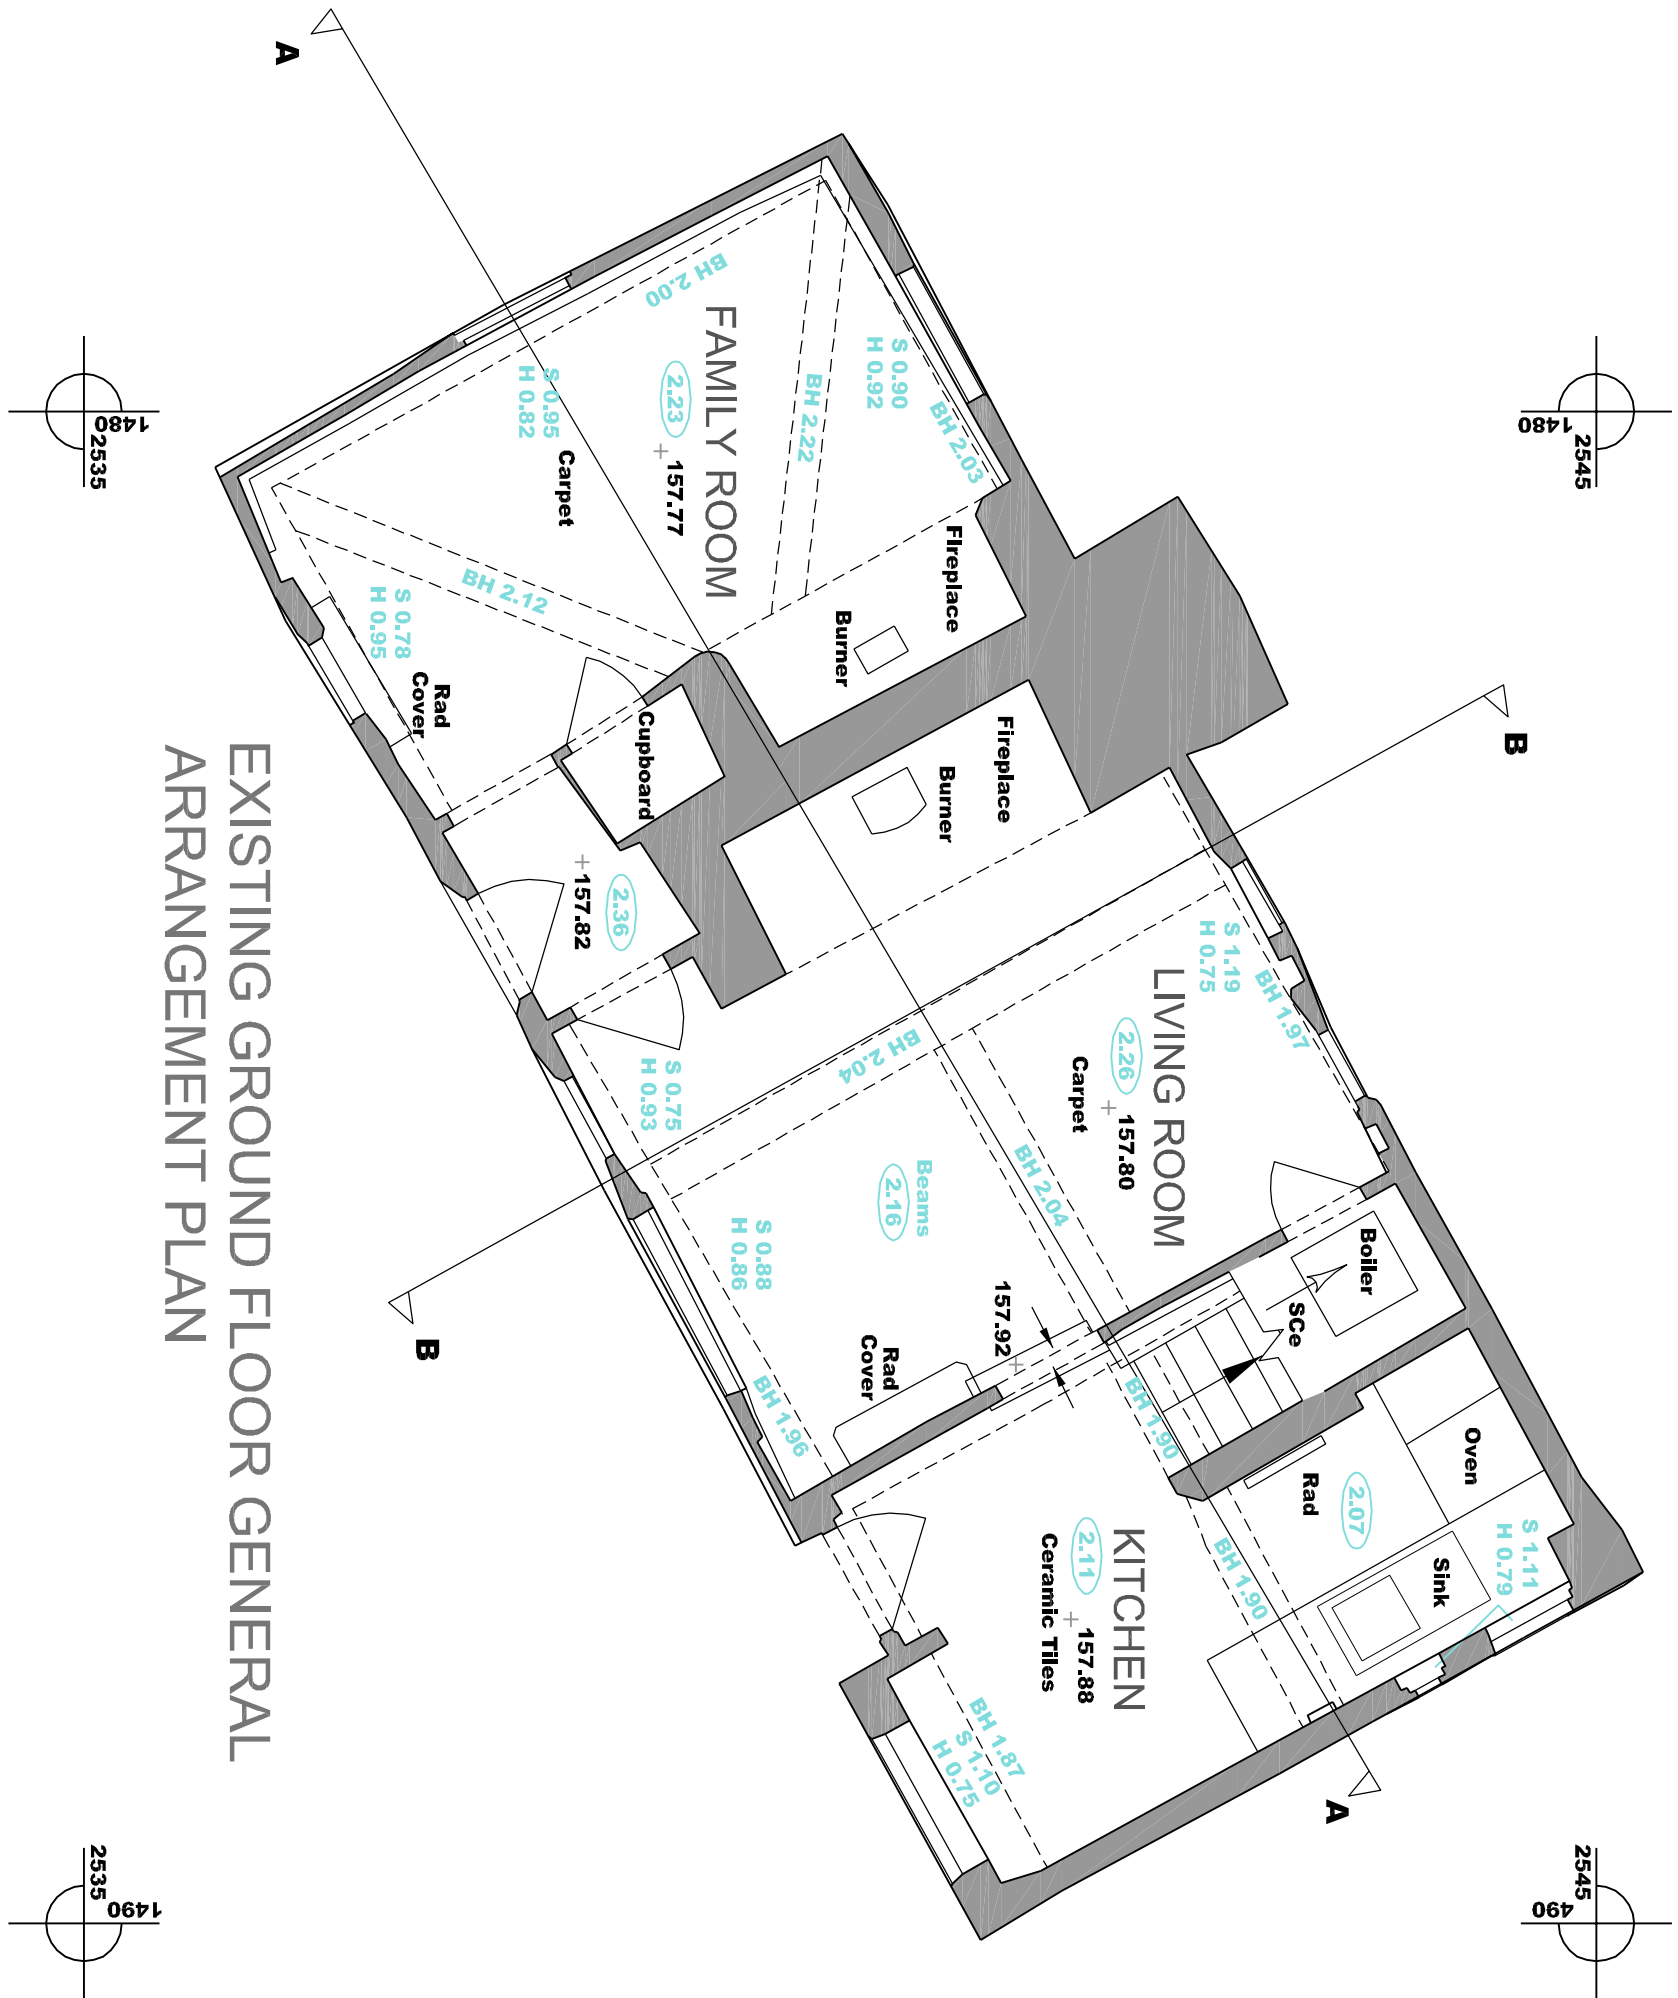 EXISTING GROUND FLOOR GENERAL
ARRANGEMENT PLAN
A
A
B
B
2545
1480
2545
490
2535
1480
2535
1490
FAMILY ROOM
2.23
157.77
Carpet
BH 2.00
BH 2.22
BH 2.03
BH 2.12
S 0.90
H 0.92
S 0.95
H 0.82
S 0.78
H 0.95
Rad
Cover
Fireplace
Burner
Cupboard
2.36
157.82
Fireplace
Burner
LIVING ROOM
2.26
157.80
Carpet
S 1.19
H 0.75
BH 1.97
BH 2.04
BH 2.04
Beams
2.16
S 0.75
H 0.93
S 0.88
H 0.86
BH 1.96
Rad
Cover
157.92
Boiler
SCe
BH 1.90
BH 1.90
Oven
Rad
2.07
Sink
S 1.11
H 0.79
KITCHEN
2.11
157.88
Ceramic Tiles
BH 1.87
S 1.10
H 0.75